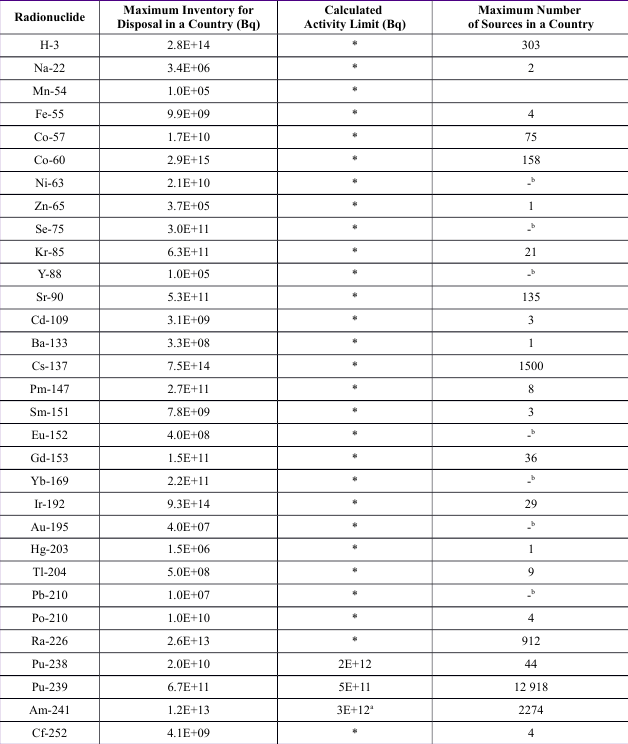 Radionuclide Maximum Inventory for Disposal in a Country (Bq) Calculated Activity Limit (Bq) Maximum Number of Sources in a Country
H-3 2.8E+14 * 303
Na-22 3.4E+06 * 2
Mn-54 1.0E+05 *
Fe-55 9.9E+09 * 4
Co-57 1.7E+10 * 75
Co-60 2.9E+15 * 158
Ni-63 2.1E+10 * -b
Zn-65 3.7E+05 * 1
Se-75 3.0E+11 * -b
Kr-85 6.3E+11 * 21
Y-88 1.0E+05 * -b
Sr-90 5.3E+11 * 135
Cd-109 3.1E+09 * 3
Ba-133 3.3E+08 * 1
Cs-137 7.5E+14 * 1500
Pm-147 2.7E+11 * 8
Sm-151 7.8E+09 * 3
Eu-152 4.0E+08 * -b
Gd-153 1.5E+11 * 36
Yb-169 2.2E+11 * -b
Ir-192 9.3E+14 * 29
Au-195 4.0E+07 * -b
Hg-203 1.5E+06 * 1
Tl-204 5.0E+08 * 9
Pb-210 1.0E+07 * -b
Po-210 1.0E+10 * 4
Ra-226 2.6E+13 * 912
Pu-238 2.0E+10 2E+12 44
Pu-239 6.7E+11 5E+11 12 918
Am-241 1.2E+13 3E+12a 2274
Cf-252 4.1E+09 * 4